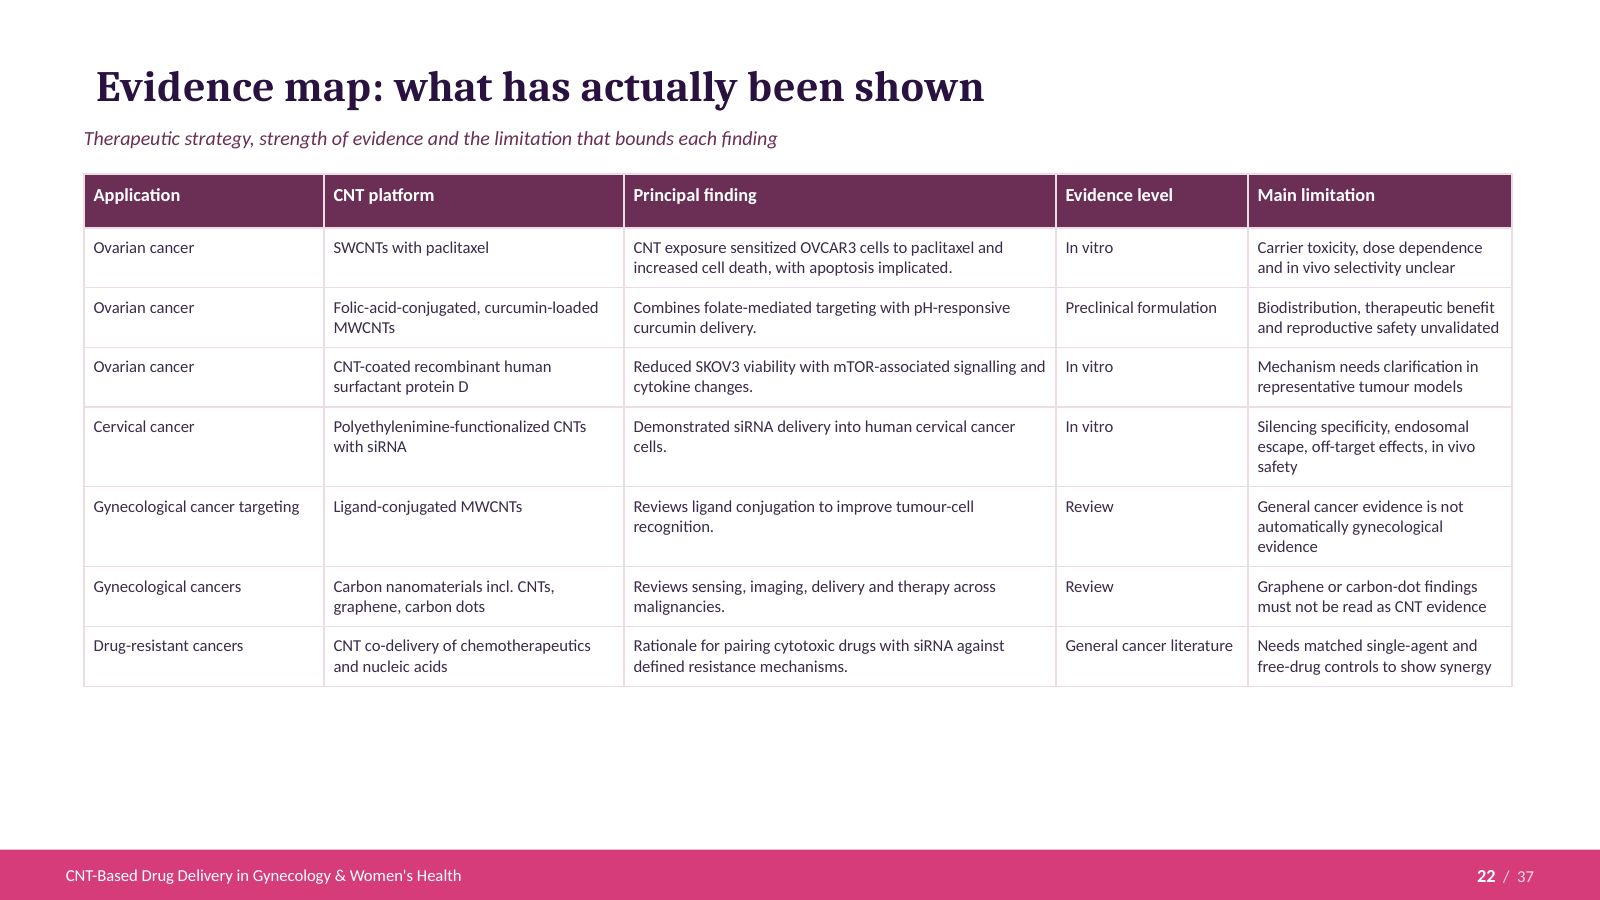 Evidence map: what has actually been shown
Therapeutic strategy, strength of evidence and the limitation that bounds each finding
Application
CNT platform
Principal finding
Evidence level
Main limitation
Ovarian cancer
SWCNTs with paclitaxel
CNT exposure sensitized OVCAR3 cells to paclitaxel and
increased cell death, with apoptosis implicated.
In vitro
Carrier toxicity, dose dependence
and in vivo selectivity unclear
Ovarian cancer
Folic-acid-conjugated, curcumin-loaded
MWCNTs
Combines folate-mediated targeting with pH-responsive
curcumin delivery.
Preclinical formulation
Biodistribution, therapeutic benefit
and reproductive safety unvalidated
Ovarian cancer
CNT-coated recombinant human
surfactant protein D
Reduced SKOV3 viability with mTOR-associated signalling and
cytokine changes.
In vitro
Mechanism needs clarification in
representative tumour models
Cervical cancer
Polyethylenimine-functionalized CNTs
with siRNA
Demonstrated siRNA delivery into human cervical cancer
cells.
In vitro
Silencing specificity, endosomal
escape, off-target effects, in vivo
safety
Gynecological cancer targeting
Ligand-conjugated MWCNTs
Reviews ligand conjugation to improve tumour-cell
recognition.
Review
General cancer evidence is not
automatically gynecological
evidence
Gynecological cancers
Carbon nanomaterials incl. CNTs,
graphene, carbon dots
Reviews sensing, imaging, delivery and therapy across
malignancies.
Review
Graphene or carbon-dot findings
must not be read as CNT evidence
Drug-resistant cancers
CNT co-delivery of chemotherapeutics
and nucleic acids
Rationale for pairing cytotoxic drugs with siRNA against
defined resistance mechanisms.
General cancer literature
Needs matched single-agent and
free-drug controls to show synergy
CNT-Based Drug Delivery in Gynecology & Women's Health
22 / 37